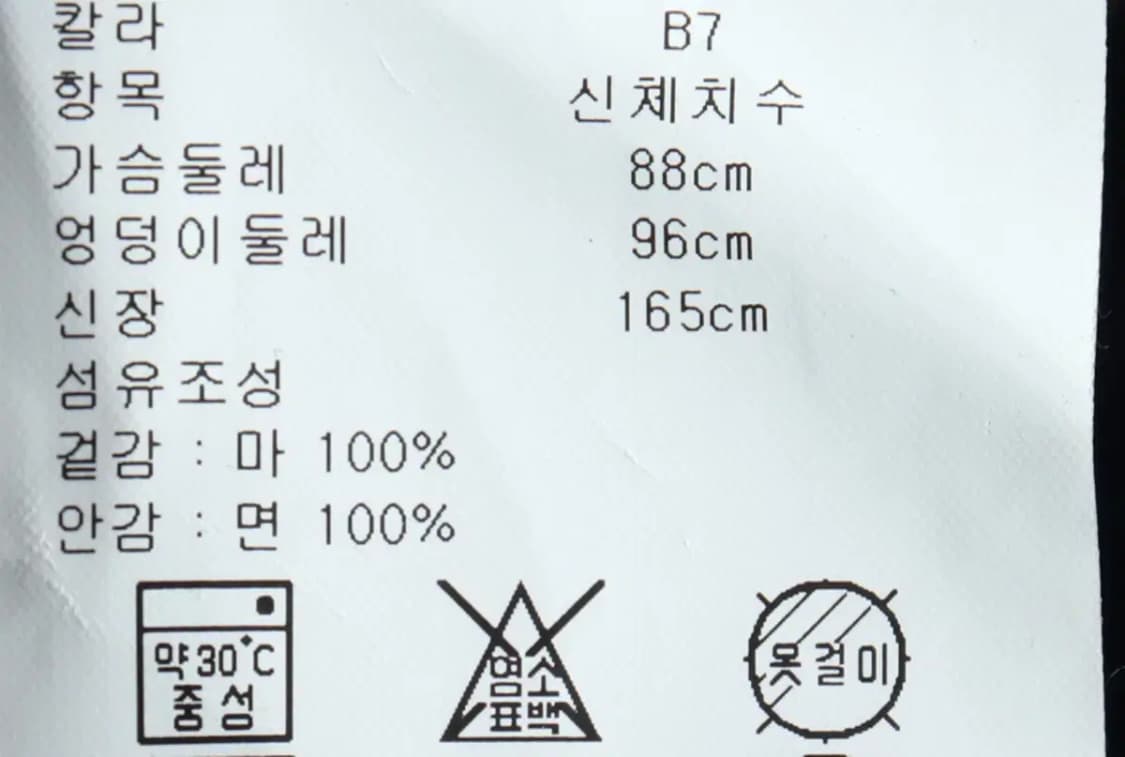 칼라 B7
항목 신체치수
가슴둘레 88cm
엉덩이둘레 96cm
신장 165cm
섬유조성
겉감 : 마 100%
안감 : 면 100%
약30°C
중성
염소
표백
옷걸이